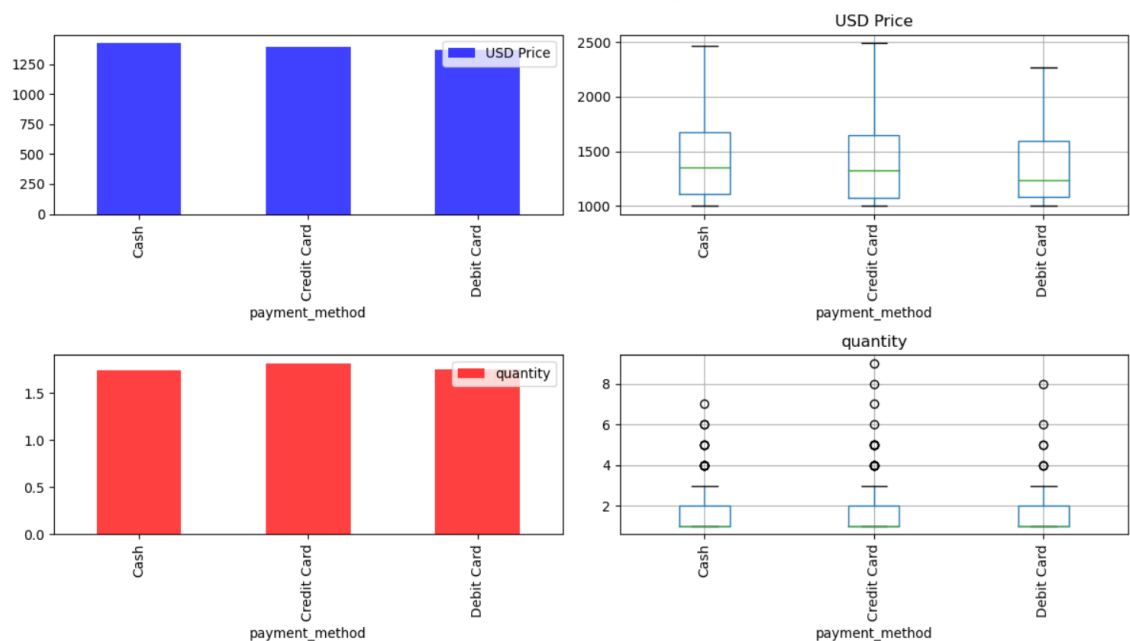 USD Price
1250
1000
750
500
250
0
Cash
Credit Card
Debit Card
payment_method
USD Price
2500
2000
1500
1000
Cash
Credit Card
Debit Card
payment_method
quantity
1.5
1.0
0.5
0.0
Cash
Credit Card
Debit Card
payment_method
quantity
8
6
4
2
Cash
Credit Card
Debit Card
payment_method